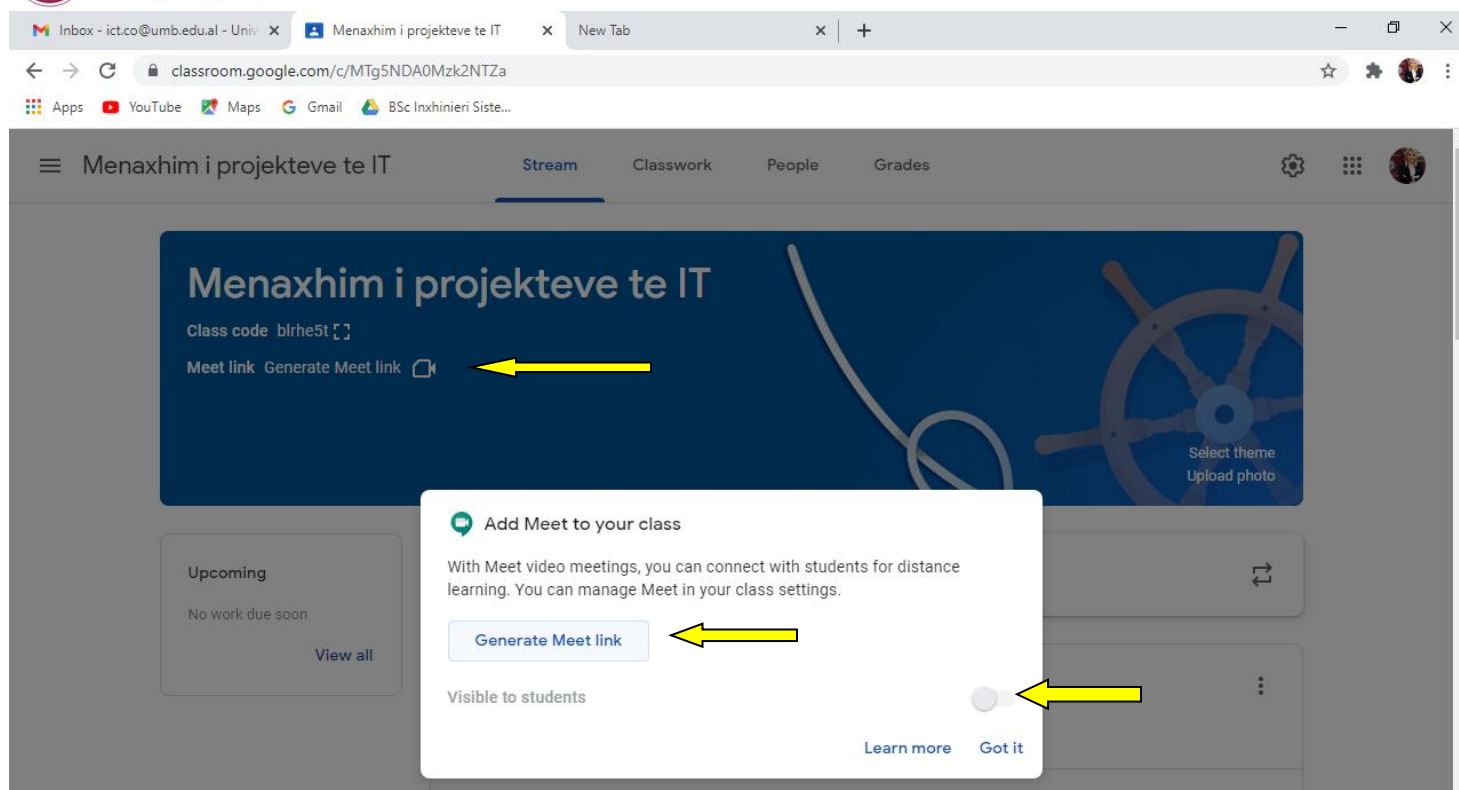 Inbox - ict.co@umb.edu.al - Univ
Menaxhim i projekteve te IT
New Tab
classroom.google.com/c/MTg5NDA0Mzk2NTZa
Apps YouTube Maps Gmail BSc Inxhinieri Siste...
Menaxhim i projekteve te IT
Stream Classwork People Grades
Menaxhim i projekteve te IT
Class code blrhe5t
Meet link Generate Meet link
Select theme
Upload photo
Upcoming
No work due soon
View all
Add Meet to your class
With Meet video meetings, you can connect with students for distance
learning. You can manage Meet in your class settings.
Generate Meet link
Visible to students
Learn more Got it